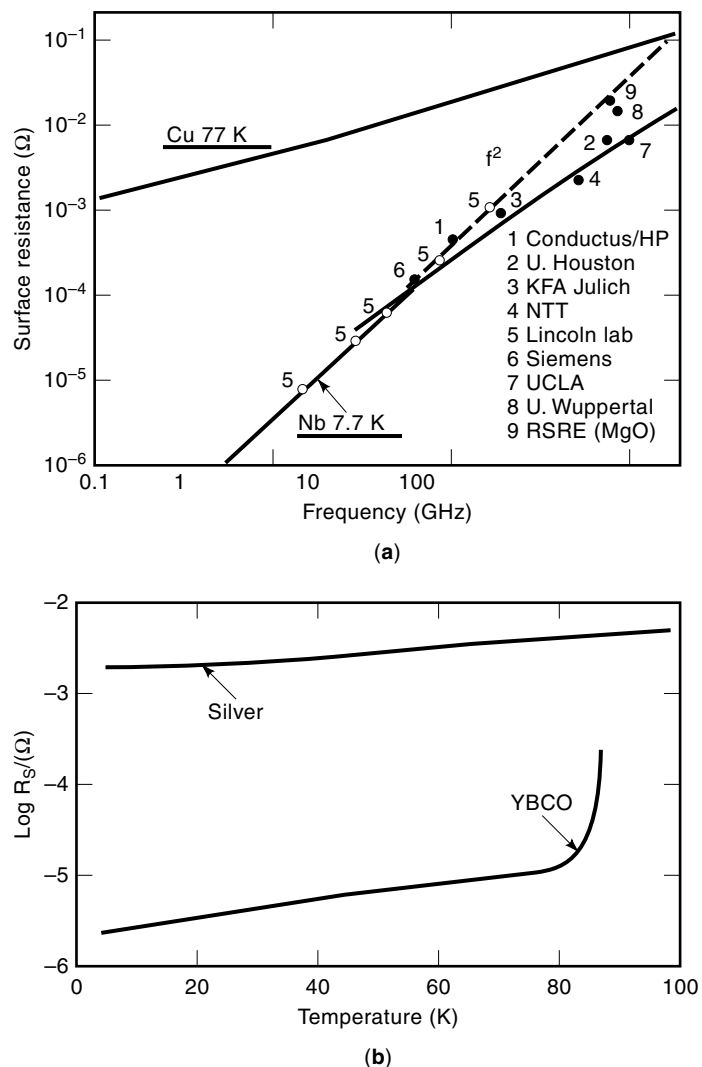 10⁻¹
10⁻²
10⁻³
10⁻⁴
10⁻⁵
10⁻⁶
Surface resistance (Ω)
Cu 77 K
f²
9
8
2
7
4
5
3
1
5
6
5
5
5
Nb 7.7 K
1 Conductus/HP
2 U. Houston
3 KFA Julich
4 NTT
5 Lincoln lab
6 Siemens
7 UCLA
8 U. Wuppertal
9 RSRE (MgO)
0.1 1 10 100
Frequency (GHz)
(a)
–2
–3
–4
–5
–6
Log R_S/(Ω)
Silver
YBCO
0 20 40 60 80 100
Temperature (K)
(b)